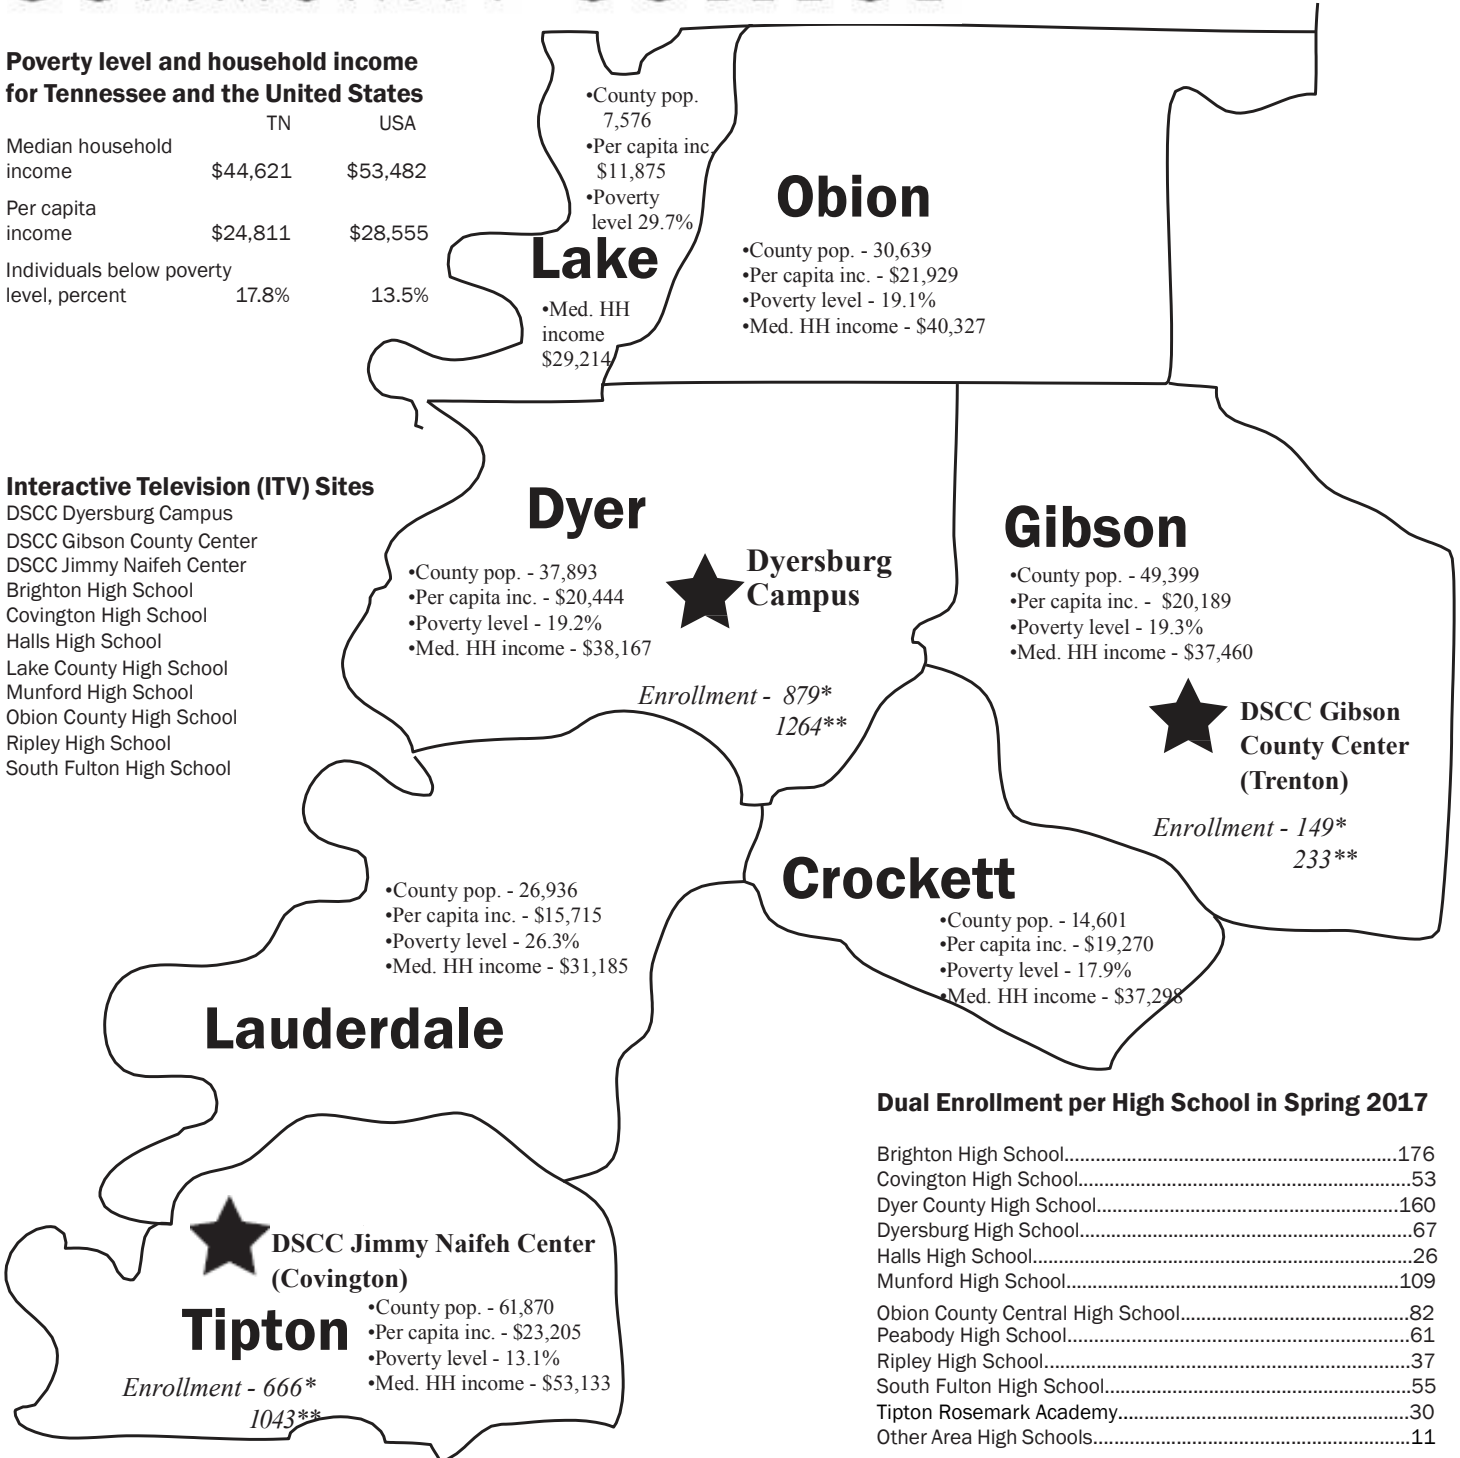 Poverty level and household income
for Tennessee and the United States
TN USA
Median household
income $44,621 $53,482
Per capita
income $24,811 $28,555
Individuals below poverty
level, percent 17.8% 13.5%
•County pop.
7,576
•Per capita inc.
$11,875
•Poverty
level 29.7%
Lake
•Med. HH
income
$29,214
Obion
•County pop. - 30,639
•Per capita inc. - $21,929
•Poverty level - 19.1%
•Med. HH income - $40,327
Interactive Television (ITV) Sites
DSCC Dyersburg Campus
DSCC Gibson County Center
DSCC Jimmy Naifeh Center
Brighton High School
Covington High School
Halls High School
Lake County High School
Munford High School
Obion County High School
Ripley High School
South Fulton High School
Dyer
•County pop. - 37,893
•Per capita inc. - $20,444
•Poverty level - 19.2%
•Med. HH income - $38,167
Dyersburg
Campus
Enrollment - 879*
1264**
Gibson
•County pop. - 49,399
•Per capita inc. - $20,189
•Poverty level - 19.3%
•Med. HH income - $37,460
DSCC Gibson
County Center
(Trenton)
Enrollment - 149*
233**
Crockett
•County pop. - 14,601
•Per capita inc. - $19,270
•Poverty level - 17.9%
•Med. HH income - $37,298
•County pop. - 26,936
•Per capita inc. - $15,715
•Poverty level - 26.3%
•Med. HH income - $31,185
Lauderdale
DSCC Jimmy Naifeh Center
(Covington)
Tipton
•County pop. - 61,870
•Per capita inc. - $23,205
•Poverty level - 13.1%
•Med. HH income - $53,133
Enrollment - 666*
1043**
Dual Enrollment per High School in Spring 2017
Brighton High School...............................................................176
Covington High School...............................................................53
Dyer County High School..........................................................160
Dyersburg High School...............................................................67
Halls High School.........................................................................26
Munford High School...............................................................109
Obion County Central High School............................................82
Peabody High School..................................................................61
Ripley High School......................................................................37
South Fulton High School...........................................................55
Tipton Rosemark Academy........................................................30
Other Area High Schools.............................................................11